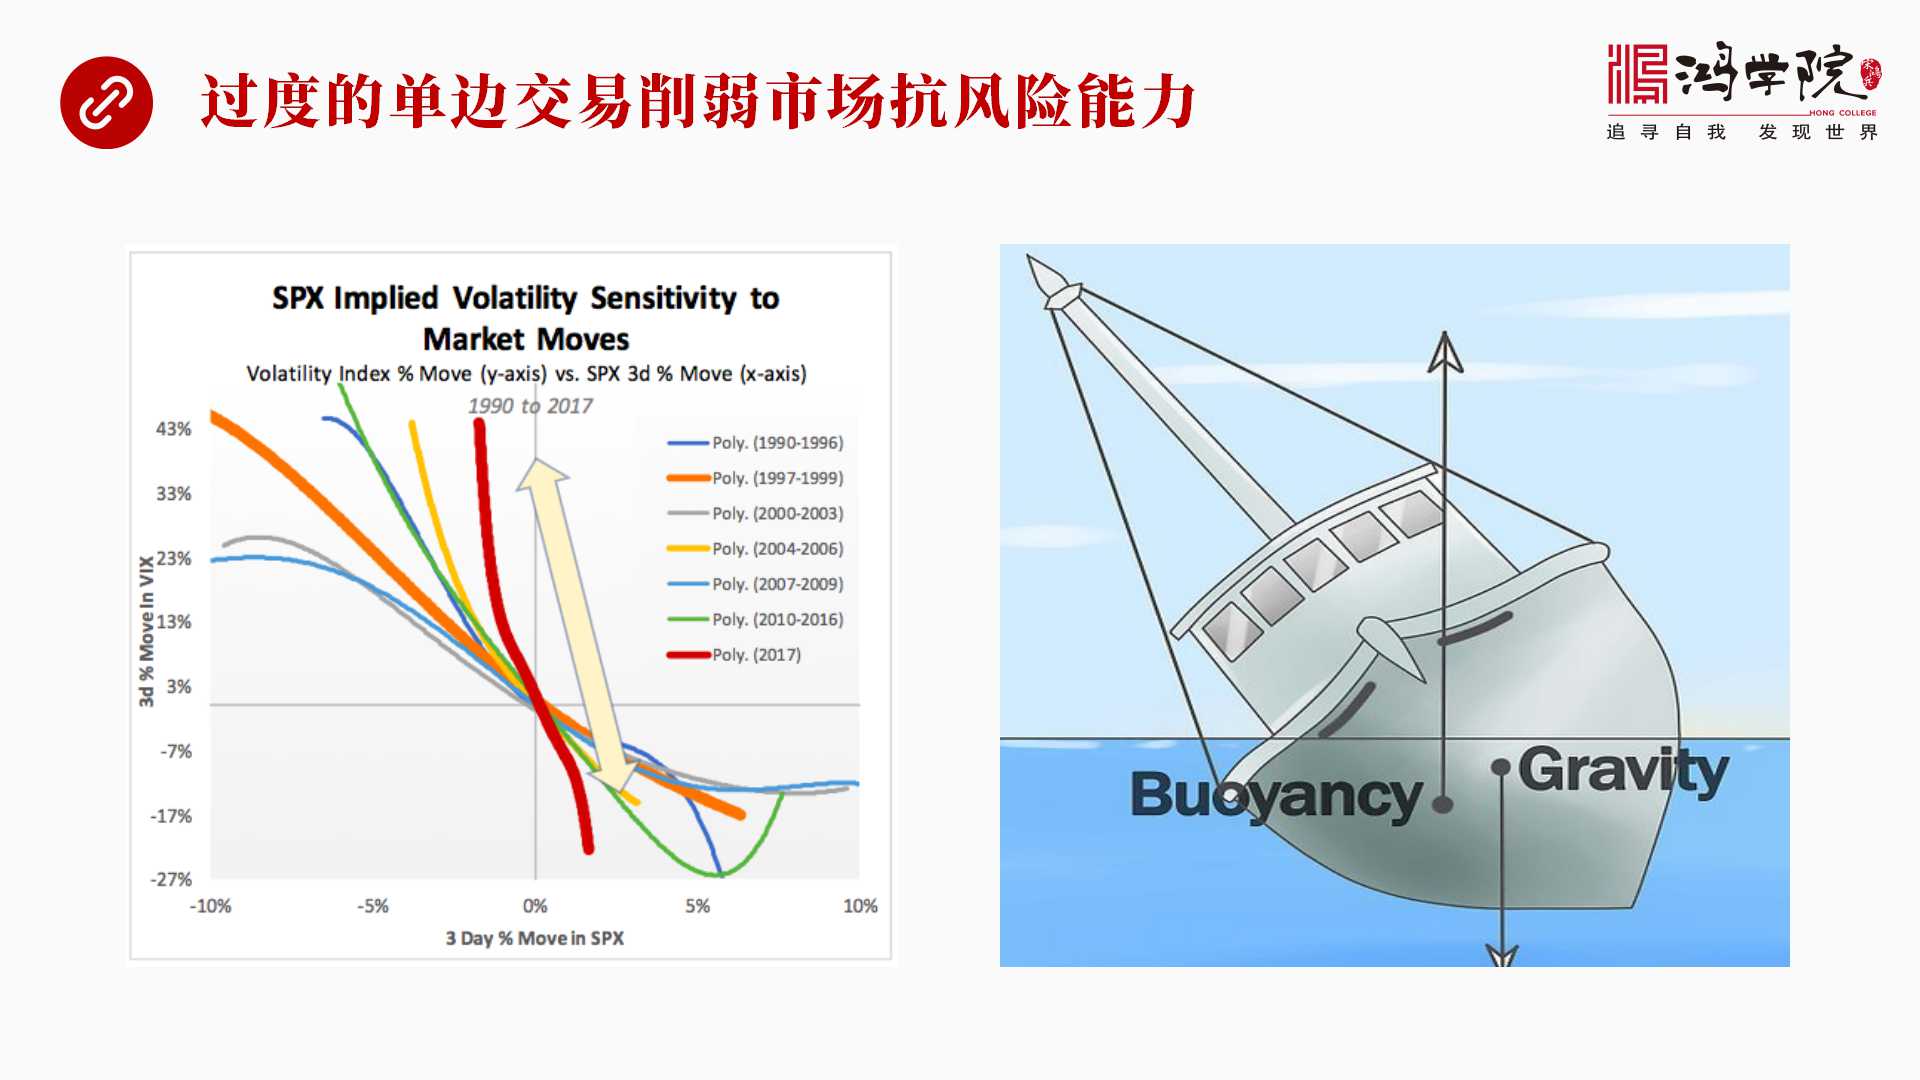 过度的单边交易削弱市场抗风险能力
鸿学院
宋鸿兵
HONG COLLEGE
追寻自我 发现世界
SPX Implied Volatility Sensitivity to
Market Moves
Volatility Index % Move (y-axis) vs. SPX 3d % Move (x-axis)
1990 to 2017
3d % Move In VIX
43%
33%
23%
13%
3%
-7%
-17%
-27%
Poly. (1990-1996)
Poly. (1997-1999)
Poly. (2000-2003)
Poly. (2004-2006)
Poly. (2007-2009)
Poly. (2010-2016)
Poly. (2017)
-10%
-5%
0%
5%
10%
3 Day % Move in SPX
Buoyancy
Gravity